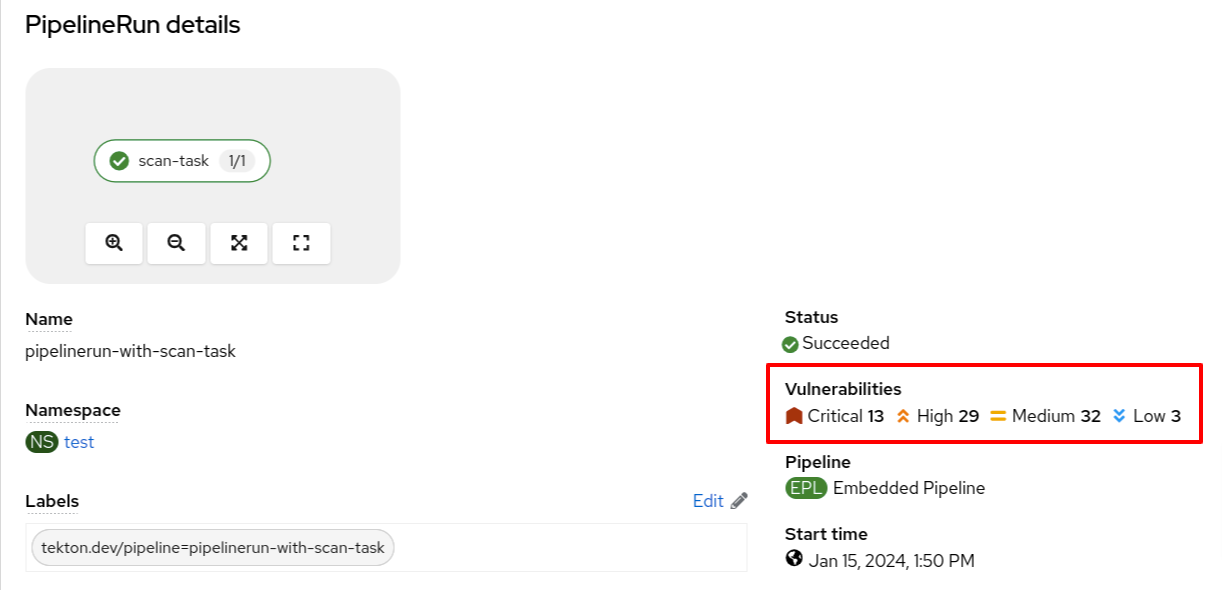 PipelineRun details
scan-task 1/1
Name
pipelinerun-with-scan-task
Namespace
NS test
Labels
Edit
tekton.dev/pipeline=pipelinerun-with-scan-task
Status
Succeeded
Vulnerabilities
Critical 13 High 29 Medium 32 Low 3
Pipeline
EPL Embedded Pipeline
Start time
Jan 15, 2024, 1:50 PM